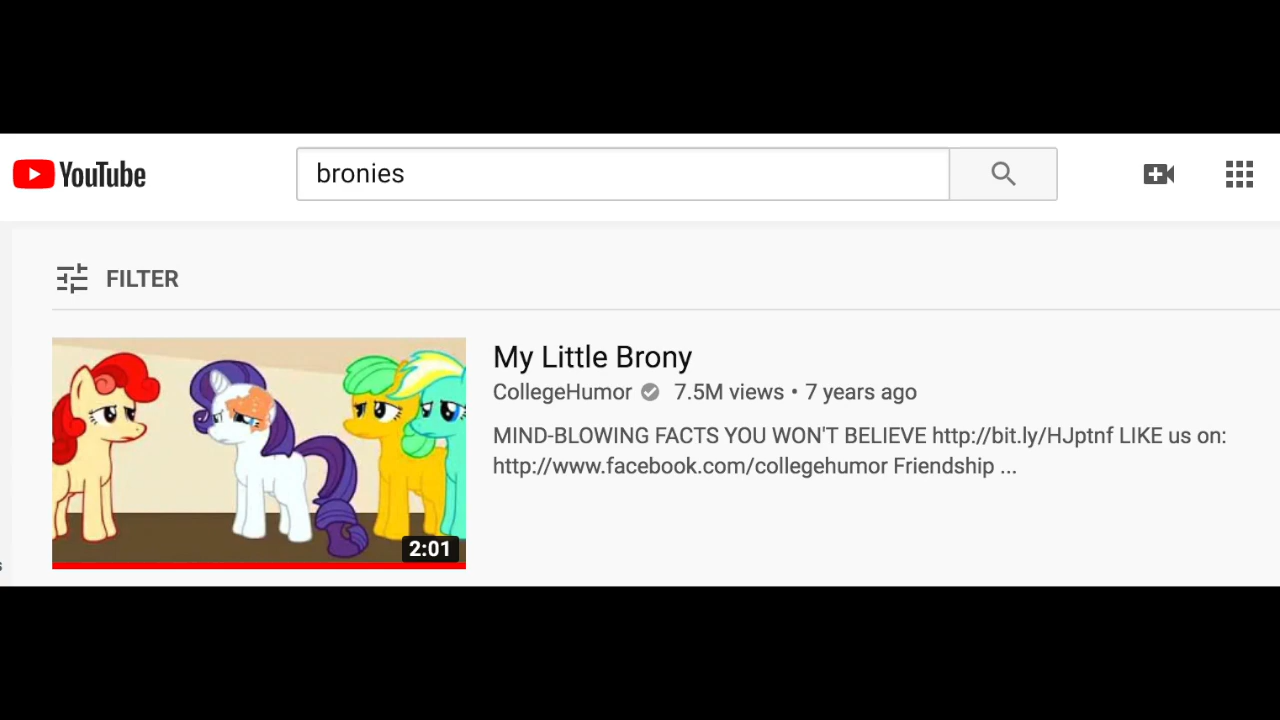 YouTube
bronies
FILTER
My Little Brony
CollegeHumor 7.5M views • 7 years ago
MIND-BLOWING FACTS YOU WON'T BELIEVE http://bit.ly/HJptnf LIKE us on:
http://www.facebook.com/collegehumor Friendship ...
2:01
s